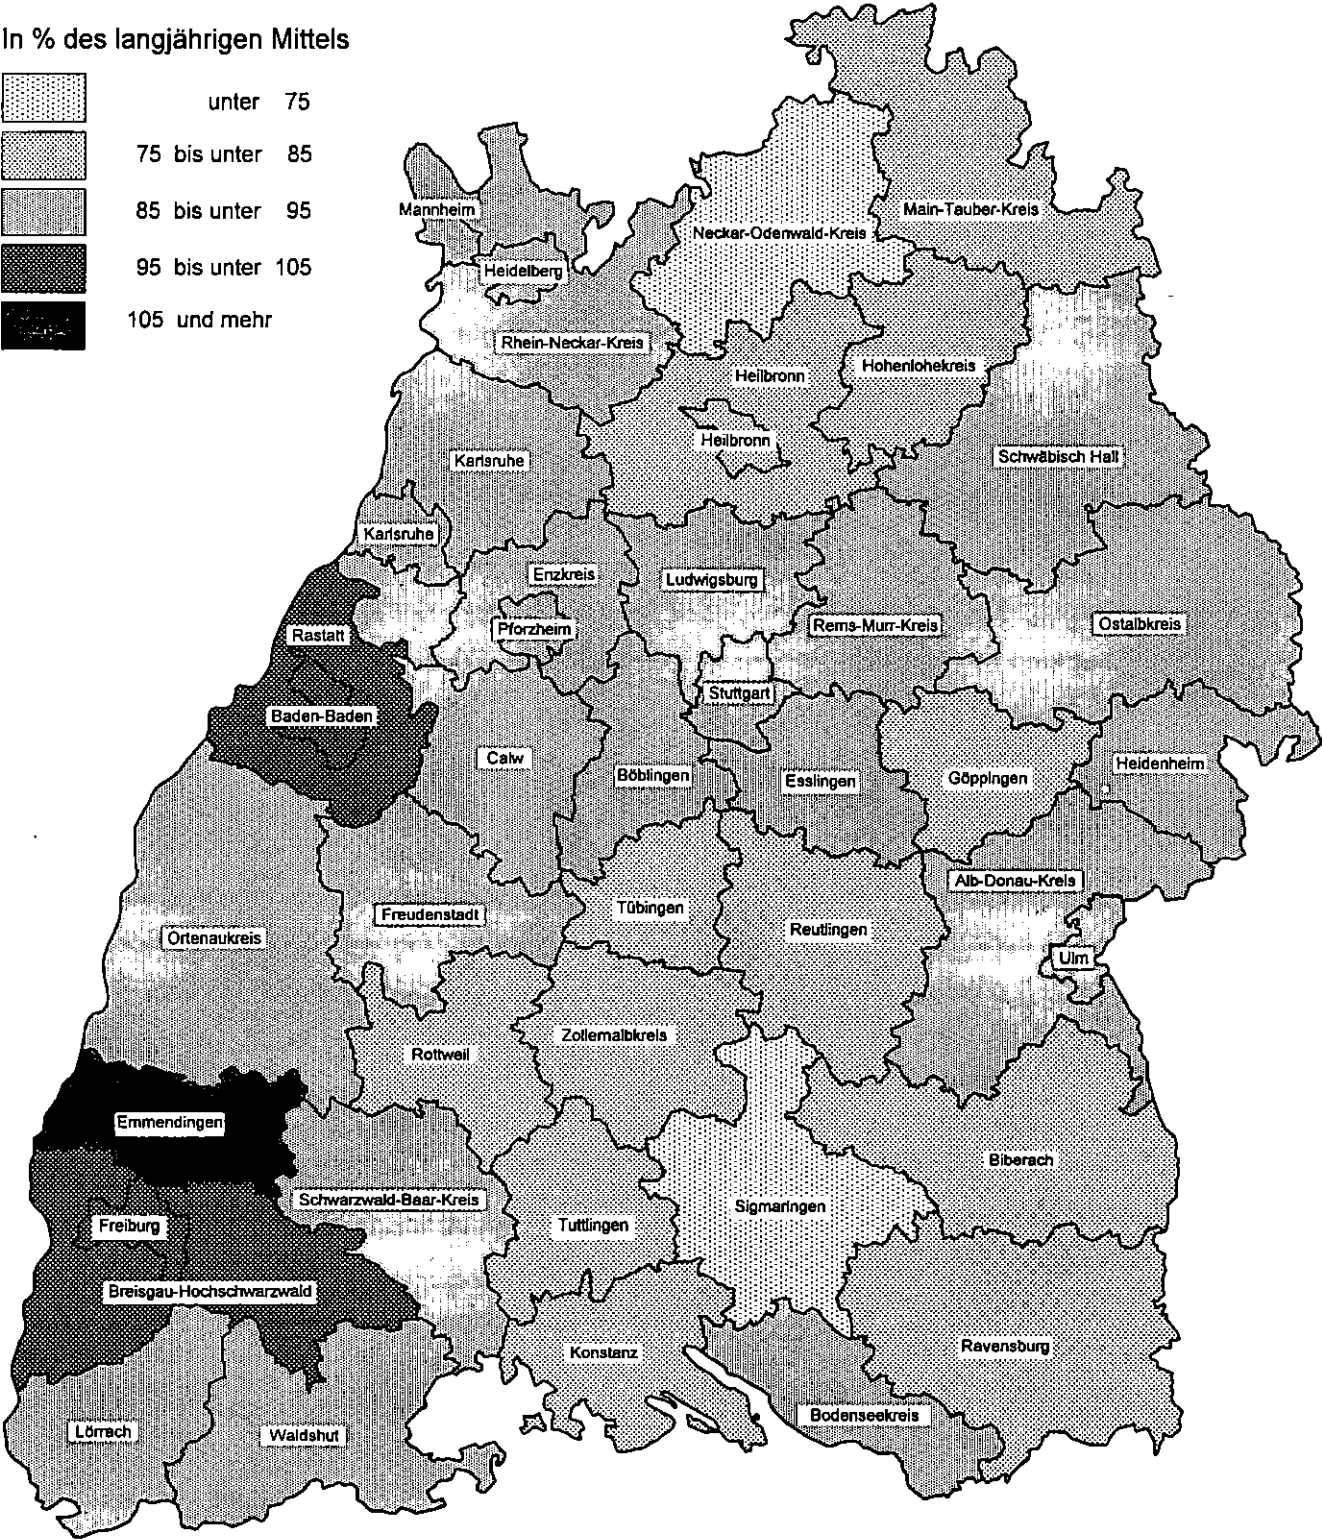 In % des langjährigen Mittels
unter 75
75 bis unter 85
85 bis unter 95
95 bis unter 105
105 und mehr
Mannheim
Main-Tauber-Kreis
Neckar-Odenwald-Kreis
Heidelberg
Rhein-Neckar-Kreis
Heilbronn
Hohenlohekreis
Heilbronn
Karlsruhe
Schwäbisch Hall
Karlsruhe
Enzkreis
Ludwigsburg
Pforzheim
Rems-Murr-Kreis
Ostalbkreis
Rastatt
Stuttgart
Baden-Baden
Calw
Böblingen
Esslingen
Göppingen
Heidenheim
Alb-Donau-Kreis
Freudenstadt
Tübingen
Reutlingen
Ortenaukreis
Ulm
Zollernalbkreis
Rottweil
Emmendingen
Biberach
Schwarzwald-Baar-Kreis
Sigmaringen
Freiburg
Tuttlingen
Breisgau-Hochschwarzwald
Konstanz
Ravensburg
Bodenseekreis
Lörrach
Waldshut